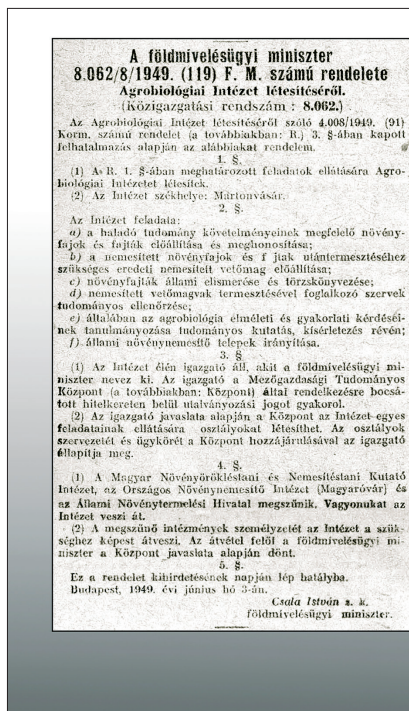 A földmívelésügyi miniszter
8.062/8/1949. (119) F. M. számú rendelete
Agrobiológiai Intézet létesítéséről.
(Közigazgatási rendszám : 8.062.)
Az Agrobiológiai Intézet létesítéséről szóló 4.008/1949. (91)
Korm. számú rendelet (a továbbiakban: R.) 3. §-ában kapott
felhatalmazás alapján az alábbiakat rendelem.
1. §.
(1) A R. 1. §-ában meghatározott feladatok ellátására Agro-
biológiai Intézetet létesítek.
(2) Az Intézet székhelye: Martonvásár.
2. §.
Az Intézet feladata:
a) a haladó tudomány követelményeinek megfelelő növény-
fajok és fajták előállítása és meghonosítása;
b) a nemesített növényfajok és f jták utántermesztéséhez
szükséges eredeti nemesített vetőmag előállítása;
c) növényfajták állami elismerése és törzskönyvezése;
d) nemesített vetőmagvak termesztésével foglalkozó szervek
tudományos ellenőrzése;
e) általában az agrobiológia elméleti és gyakorlati kérdései-
nek tanulmányozása tudományos kutatás, kísérletezés révén;
f) állami növénynemesítő telepek irányítása.
3. §
(1) Az Intézet élén igazgató áll, akit a földmívelésügyi mi-
niszter nevez ki. Az igazgató a Mezőgazdasági Tudományos
Központ (a továbbiakban: Központ) által rendelkezésre bocsá-
tott hitelkereten belül utalványozási jogot gyakorol.
(2) Az igazgató javaslata alapján a Központ az Intézet egyes
feladatainak ellátására osztályokat létesíthet. Az osztályok
szervezetét és ügykörét a Központ hozzájárulásával az igazgató
állapítja meg.
4. §.
(1) A Magyar Növényörökléstani és Nemesítéstani Kutató
Intézet, az Országos Növénynemesítő Intézet (Magyaróvár) és
az Állami Növénytermelési Hivatal megszűnik. Vagyonukat az
Intézet veszi át.
(2) A megszűnő intézmények személyzetét az Intézet a szük-
séghez képest átveszi. Az átvétel felől a földmívelésügyi mi-
niszter a Központ javaslata alapján dönt.
5. §.
Ez a rendelet kihirdetésének napján lép hatályba.
Budapest, 1949. évi június hó 3-án.
Csala István s. k.
földmívelésügyi miniszter.